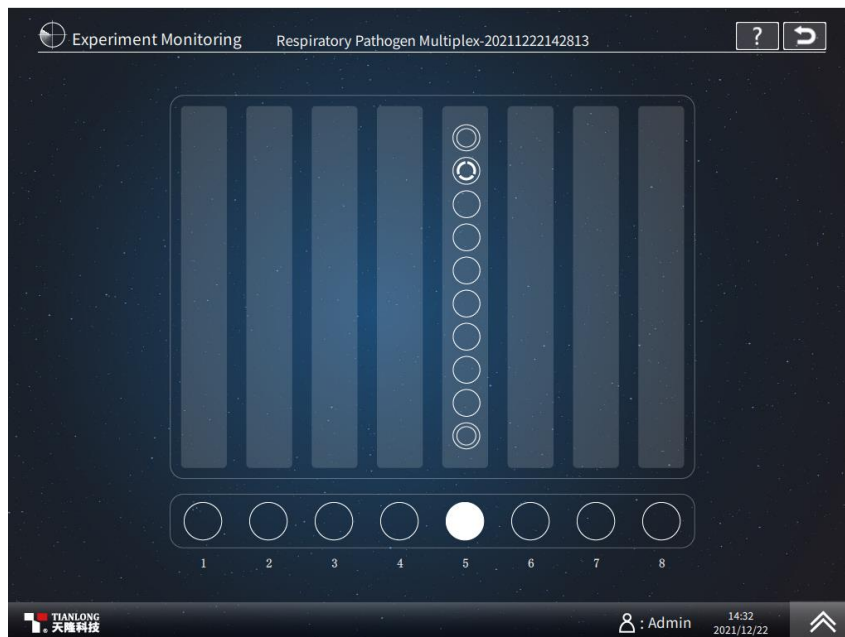 Experiment Monitoring
Respiratory Pathogen Multiplex-20211222142813
?
1 2 3 4 5 6 7 8
TIANLONG
天隆科技
: Admin
14:32
2021/12/22